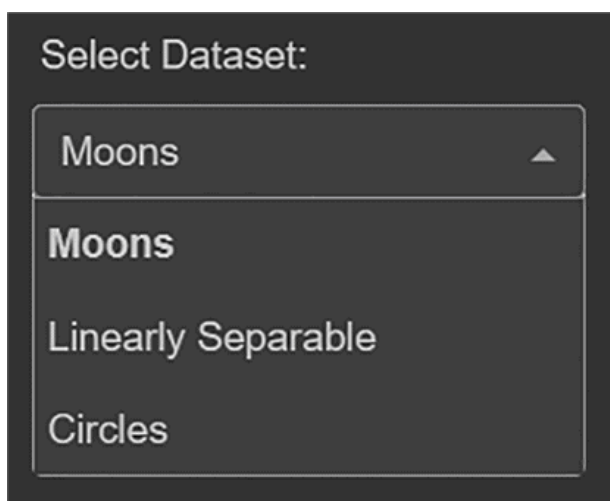 Select Dataset:
Moons
Moons
Linearly Separable
Circles